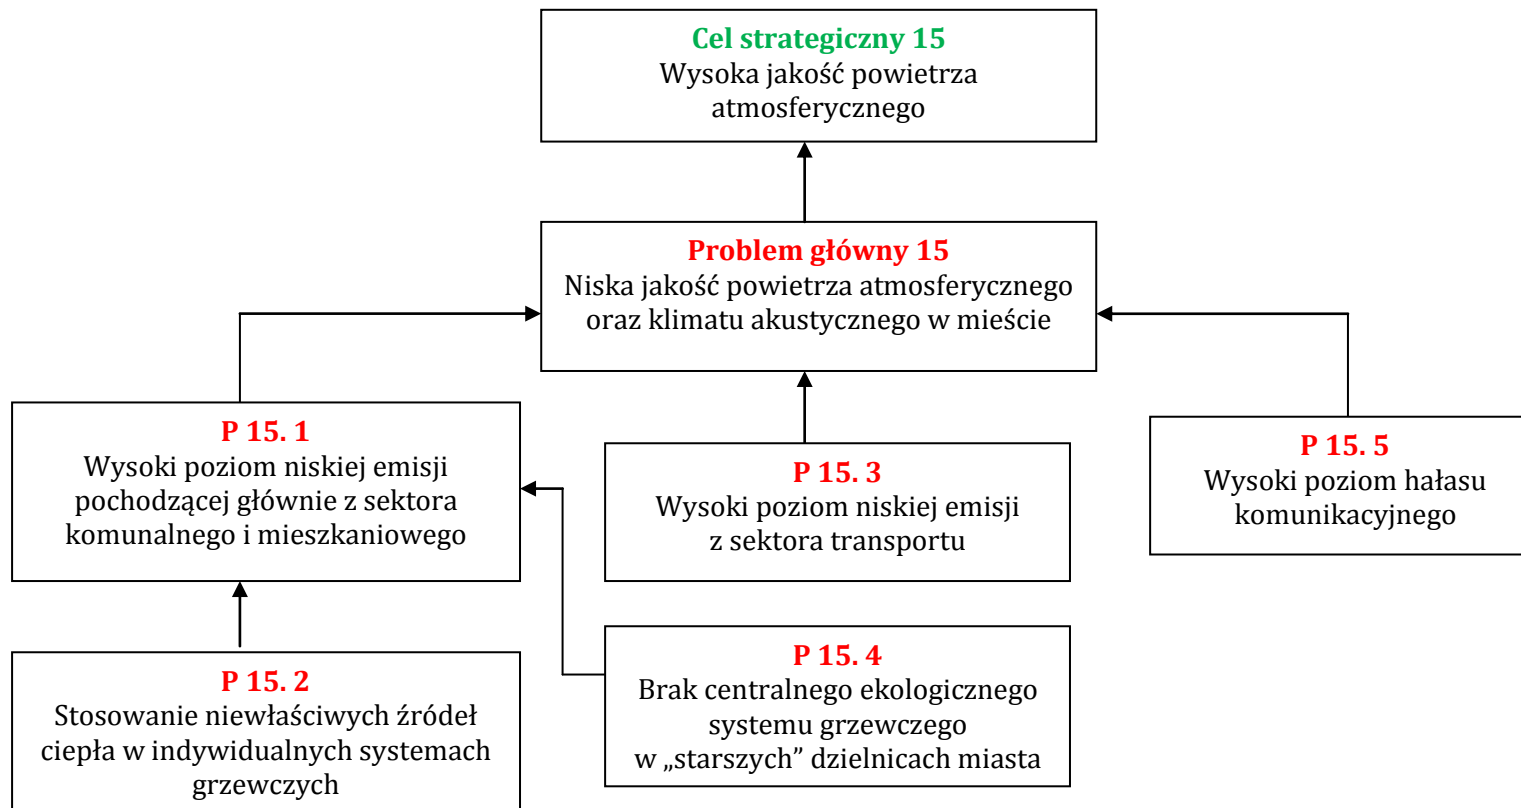 Cel strategiczny 15
Wysoka jakość powietrza
atmosferycznego
Problem główny 15
Niska jakość powietrza atmosferycznego
oraz klimatu akustycznego w mieście
P 15. 1
Wysoki poziom niskiej emisji
pochodzącej głównie z sektora
komunalnego i mieszkaniowego
P 15. 3
Wysoki poziom niskiej emisji
z sektora transportu
P 15. 5
Wysoki poziom hałasu
komunikacyjnego
P 15. 2
Stosowanie niewłaściwych źródeł
ciepła w indywidualnych systemach
grzewczych
P 15. 4
Brak centralnego ekologicznego
systemu grzewczego
w „starszych” dzielnicach miasta